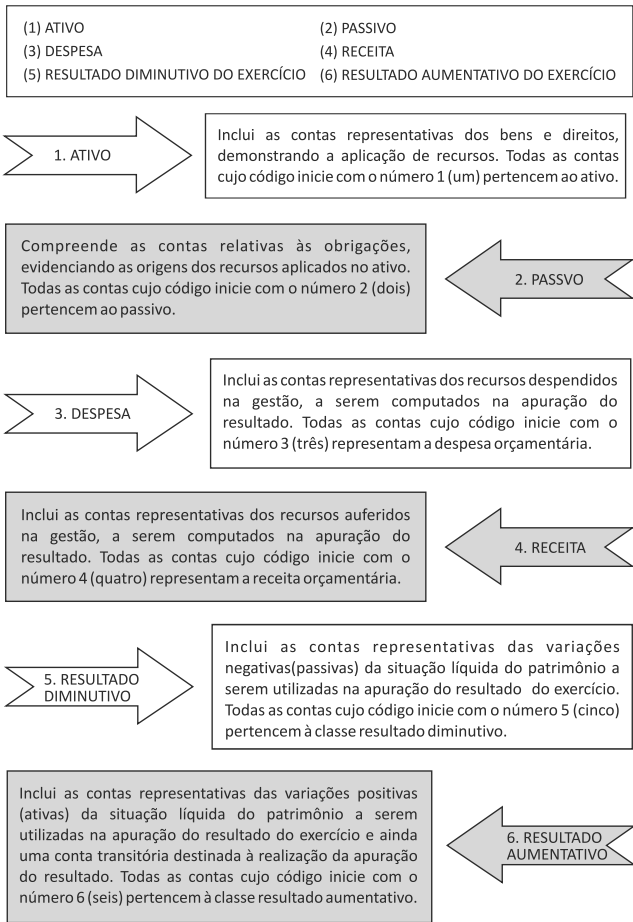 (1) ATIVO (2) PASSIVO
(3) DESPESA (4) RECEITA
(5) RESULTADO DIMINUTIVO DO EXERCÍCIO (6) RESULTADO AUMENTATIVO DO EXERCÍCIO
1. ATIVO
Inclui as contas representativas dos bens e direitos,
demonstrando a aplicação de recursos. Todas as contas
cujo código inicie com o número 1 (um) pertencem ao ativo.
Compreende as contas relativas às obrigações,
evidenciando as origens dos recursos aplicados no ativo.
Todas as contas cujo código inicie com o número 2 (dois)
pertencem ao passivo.
2. PASSVO
3. DESPESA
Inclui as contas representativas dos recursos despendidos
na gestão, a serem computados na apuração do
resultado. Todas as contas cujo código inicie com o
número 3 (três) representam a despesa orçamentária.
Inclui as contas representativas dos recursos auferidos
na gestão, a serem computados na apuração do
resultado. Todas as contas cujo código inicie com o
número 4 (quatro) representam a receita orçamentária.
4. RECEITA
5. RESULTADO
DIMINUTIVO
Inclui as contas representativas das variações
negativas(passivas) da situação líquida do patrimônio a
serem utilizadas na apuração do resultado do exercício.
Todas as contas cujo código inicie com o número 5 (cinco)
pertencem à classe resultado diminutivo.
Inclui as contas representativas das variações positivas
(ativas) da situação líquida do patrimônio a serem
utilizadas na apuração do resultado do exercício e ainda
uma conta transitória destinada à realização da apuração
do resultado. Todas as contas cujo código inicie com o
número 6 (seis) pertencem à classe resultado aumentativo.
6. RESULTADO
AUMENTATIVO